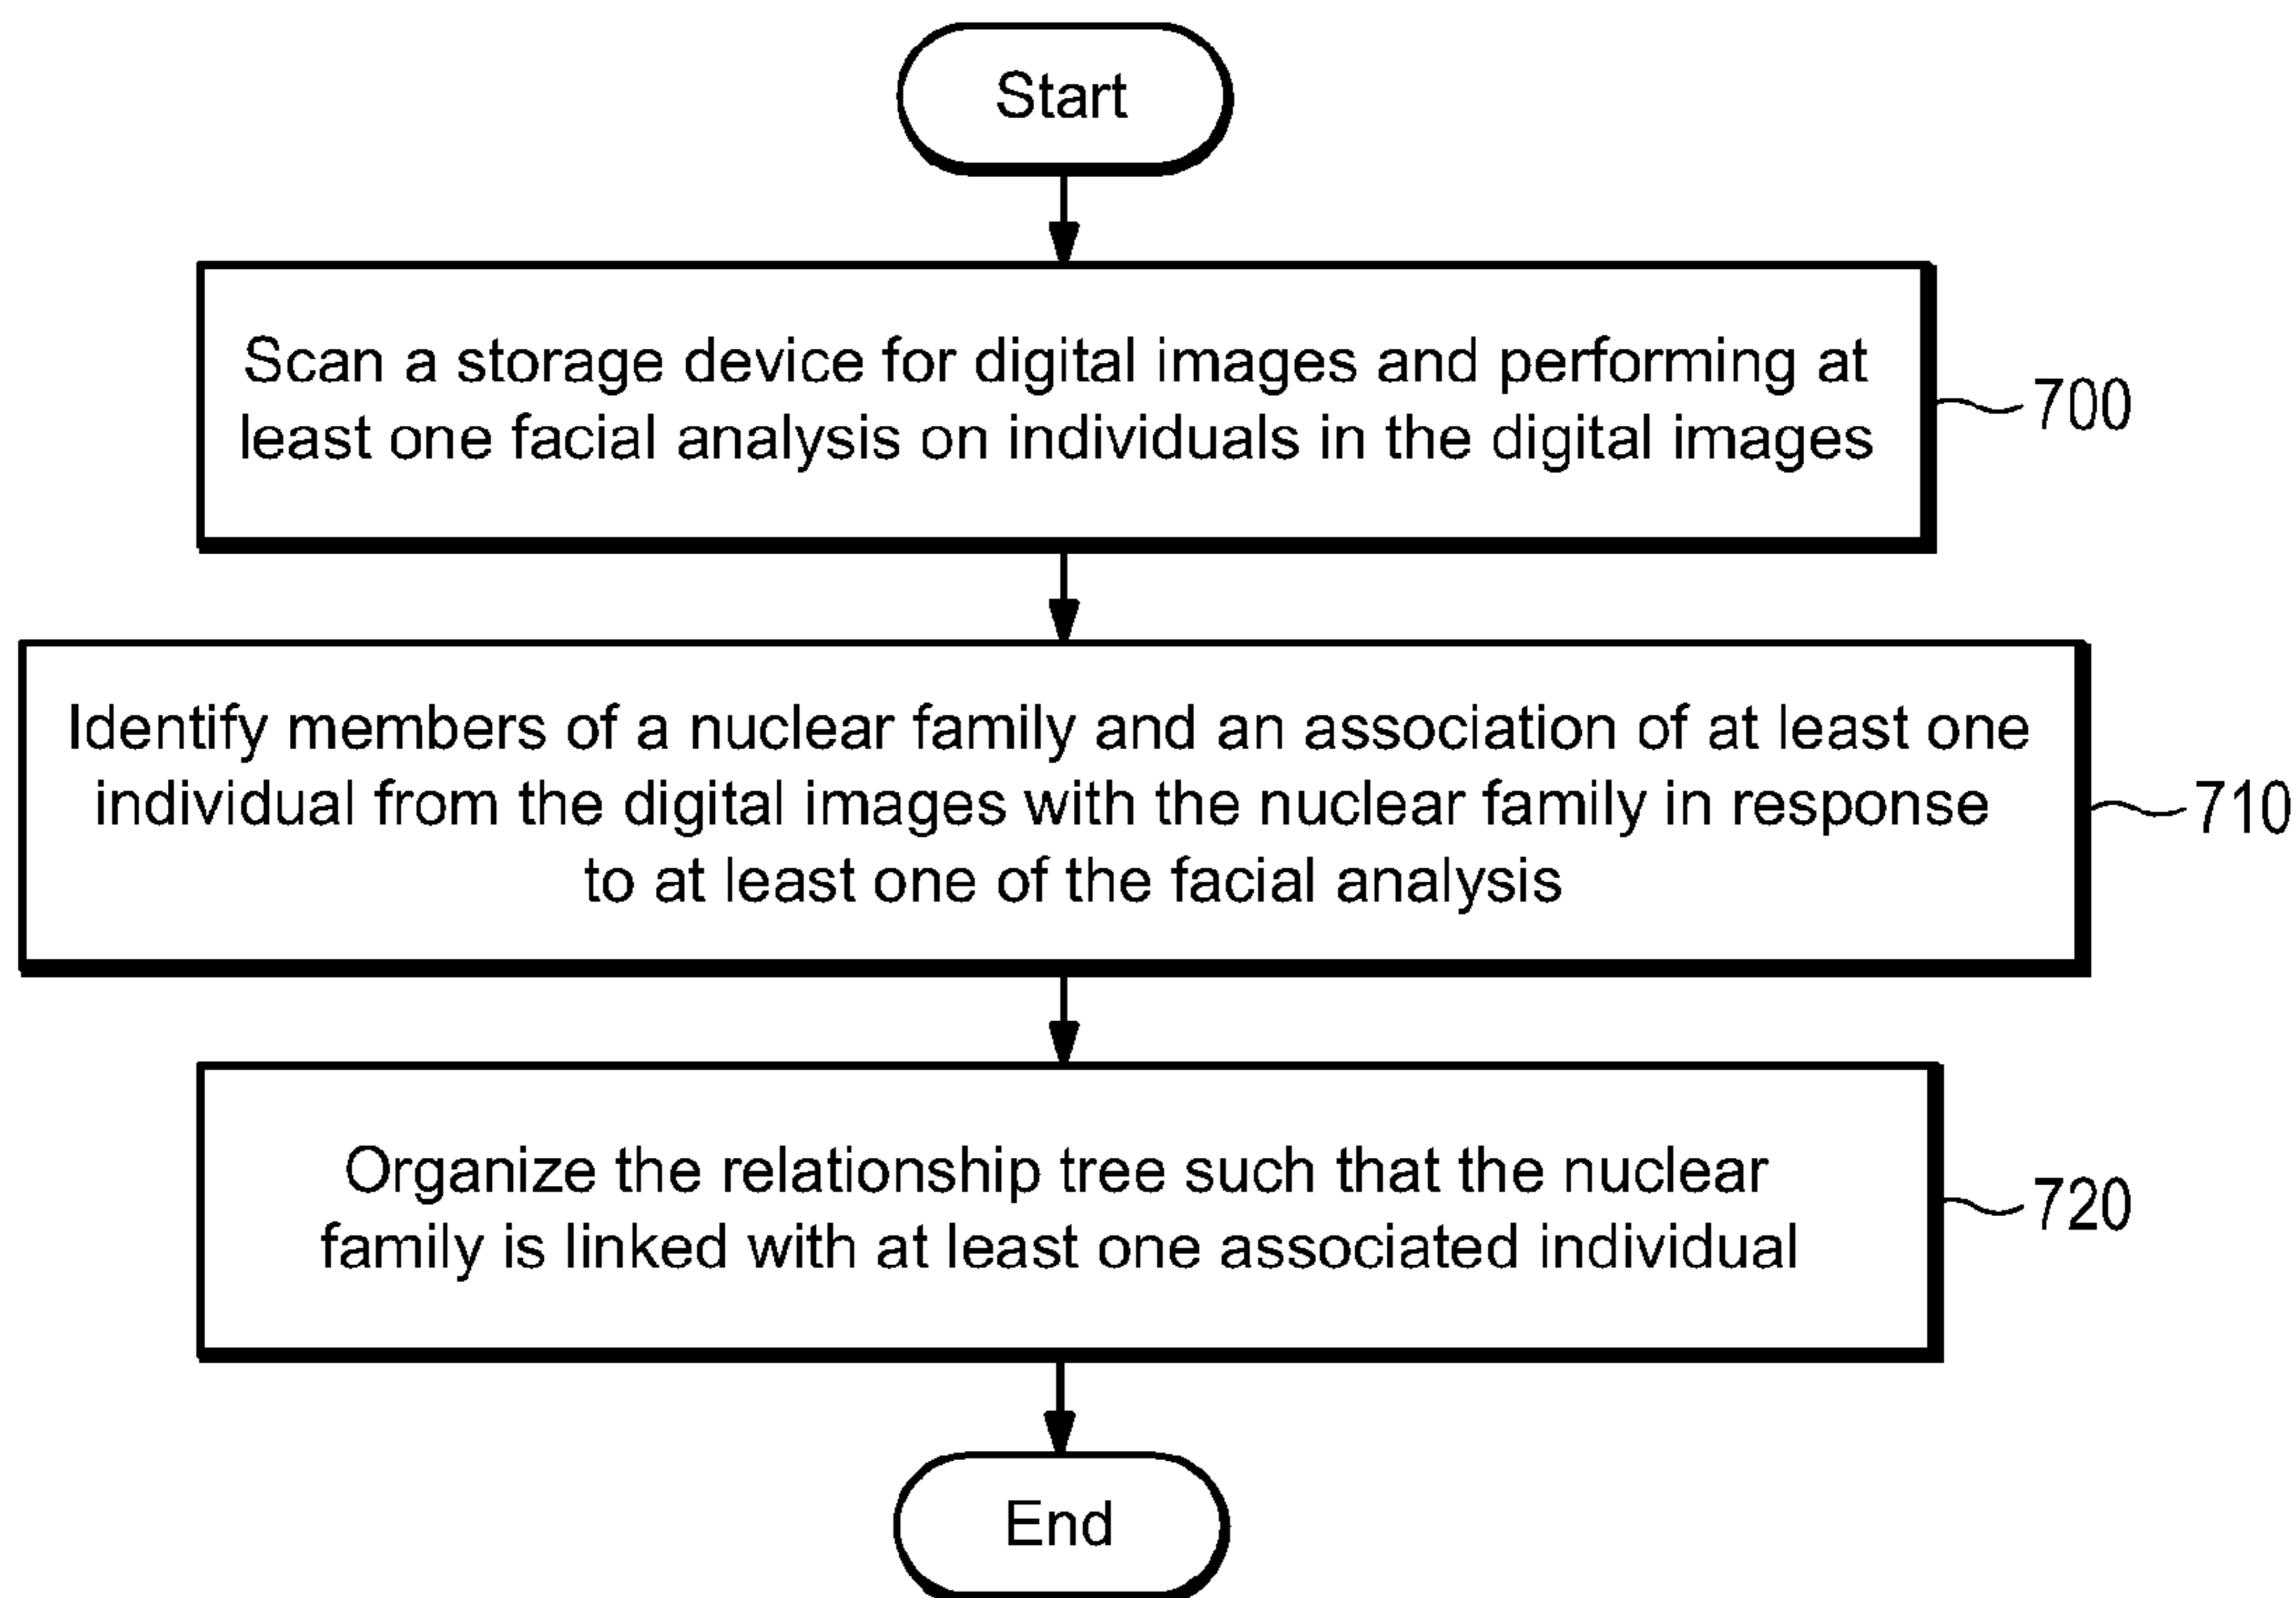 Start
Scan a storage device for digital images and performing at
least one facial analysis on individuals in the digital images
700
Identify members of a nuclear family and an association of at least one
individual from the digital images with the nuclear family in response
to at least one of the facial analysis
710
Organize the relationship tree such that the nuclear
family is linked with at least one associated individual
720
End